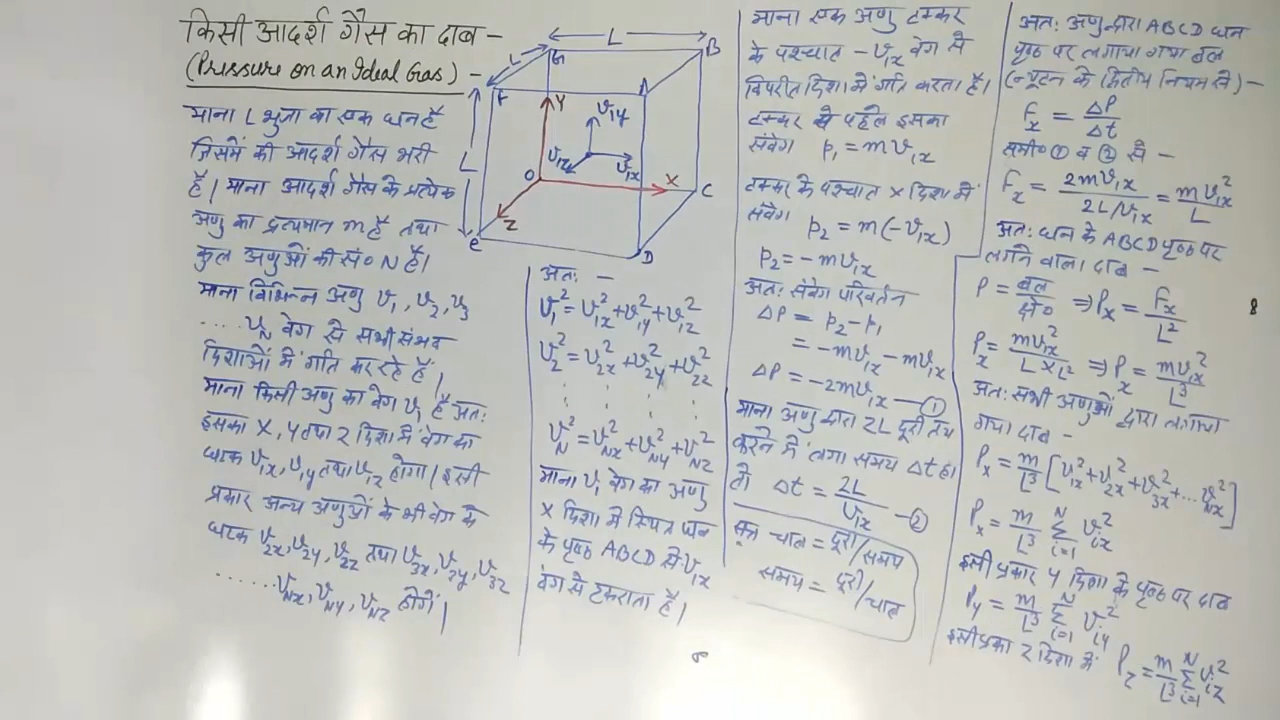 किसी आदर्श गैस का दाब -
(Pressure on an Ideal Gas) -
माना L भुजा का एक घन है
जिसमें की आदर्श गैस भरी
है। माना आदर्श गैस के प्रत्येक
अणु का द्रव्यमान m है तथा
कुल अणुओं की सं० N है।
माना विभिन्न अणु v₁, v₂, v₃
.... v_N वेग से सभी संभव
दिशाओं में गति कर रहे हैं।
माना किसी अणु का वेग v₁ है अतः
इसका x, y तथा z दिशा में वेग का
घटक v₁x, v₁y तथा v₁z होगा। इसी
प्रकार अन्य अणुओं के भी वेग के
घटक v₂x, v₂y, v₂z तथा v₃x, v₃y, v₃z
.......v_Nx, v_Ny, v_Nz होगें।
L
L
L
G
B
F
A
Y
v₁y
v₁z
v₁x
O
X
C
Z
e
D
अतः -
v₁² = v₁x² + v₁y² + v₁z²
v₂² = v₂x² + v₂y² + v₂z²
v_N² = v_Nx² + v_Ny² + v_Nz²
माना v₁ वेग का अणु
x दिशा में स्थित घन
के पृष्ठ ABCD से v₁x
वेग से टकराता है।
माना एक अणु टक्कर
के पश्चात -v₁x वेग से
विपरीत दिशा में गति करता है।
टक्कर से पहले इसका
संवेग p₁ = mv₁x
टक्कर के पश्चात x दिशा में
संवेग
p₂ = m(-v₁x)
p₂ = -mv₁x
अतः संवेग परिवर्तन
ΔP = p₂ - p₁
= -mv₁x - mv₁x
ΔP = -2mv₁x —①
माना अणु द्वारा 2L दूरी तय
करने में लगा समय Δt है।
तो Δt = 2L/v₁x —②
चाल = दूरी/समय
समय = दूरी/चाल
अतः अणु द्वारा ABCD घन
पृष्ठ पर लगाया गया बल
(न्यूटन के द्वितीय नियम से) -
Fx = ΔP/Δt
समी० ① व ② से -
Fx = 2mv₁x / 2L/v₁x = mv₁x²/L
अतः घन के ABCD पृष्ठ पर
लगने वाला दाब -
P = बल/क्षे० ⇒ Px = Fx/L²
Px = mv₁x²/L×L² ⇒ Px = mv₁x²/L³
अतः सभी अणुओं द्वारा लगाया
गया दाब -
Px = m/L³ [v₁x² + v₂x² + v₃x² + ... v_Nx²]
Px = m/L³ Σ_{i=1}^{N} v_ix²
इसी प्रकार y दिशा के पृष्ठ पर दाब
Py = m/L³ Σ_{i=1}^{N} v_iy²
इसी प्रका z दिशा में Pz = m/L³ Σ_{i=1}^{N} v_iz²
8